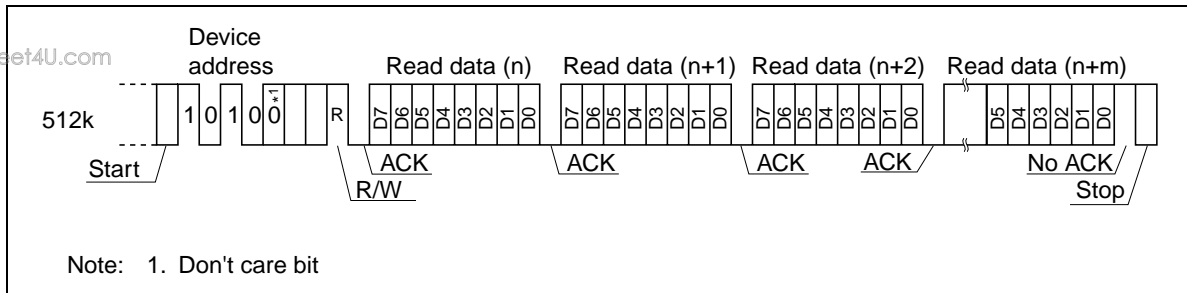 eet4U.com
Device
address
Read data (n) Read data (n+1) Read data (n+2) Read data (n+m)
512k
1 0 1 0 0 *1 R D7 D6 D5 D4 D3 D2 D1 D0 D7 D6 D5 D4 D3 D2 D1 D0 D7 D6 D5 D4 D3 D2 D1 D0 D5 D4 D3 D2 D1 D0
Start ACK ACK ACK ACK No ACK
R/W Stop
Note: 1. Don't care bit